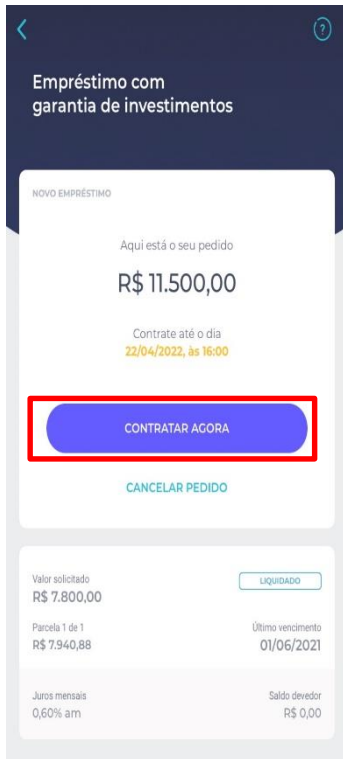 ?
Empréstimo com
garantia de investimentos
NOVO EMPRÉSTIMO
Aqui está o seu pedido
R$ 11.500,00
Contrate até o dia
22/04/2022, às 16:00
CONTRATAR AGORA
CANCELAR PEDIDO
Valor solicitado
R$ 7.800,00
LIQUIDADO
Parcela 1 de 1
R$ 7.940,88
Último vencimento
01/06/2021
Juros mensais
0,60% am
Saldo devedor
R$ 0,00